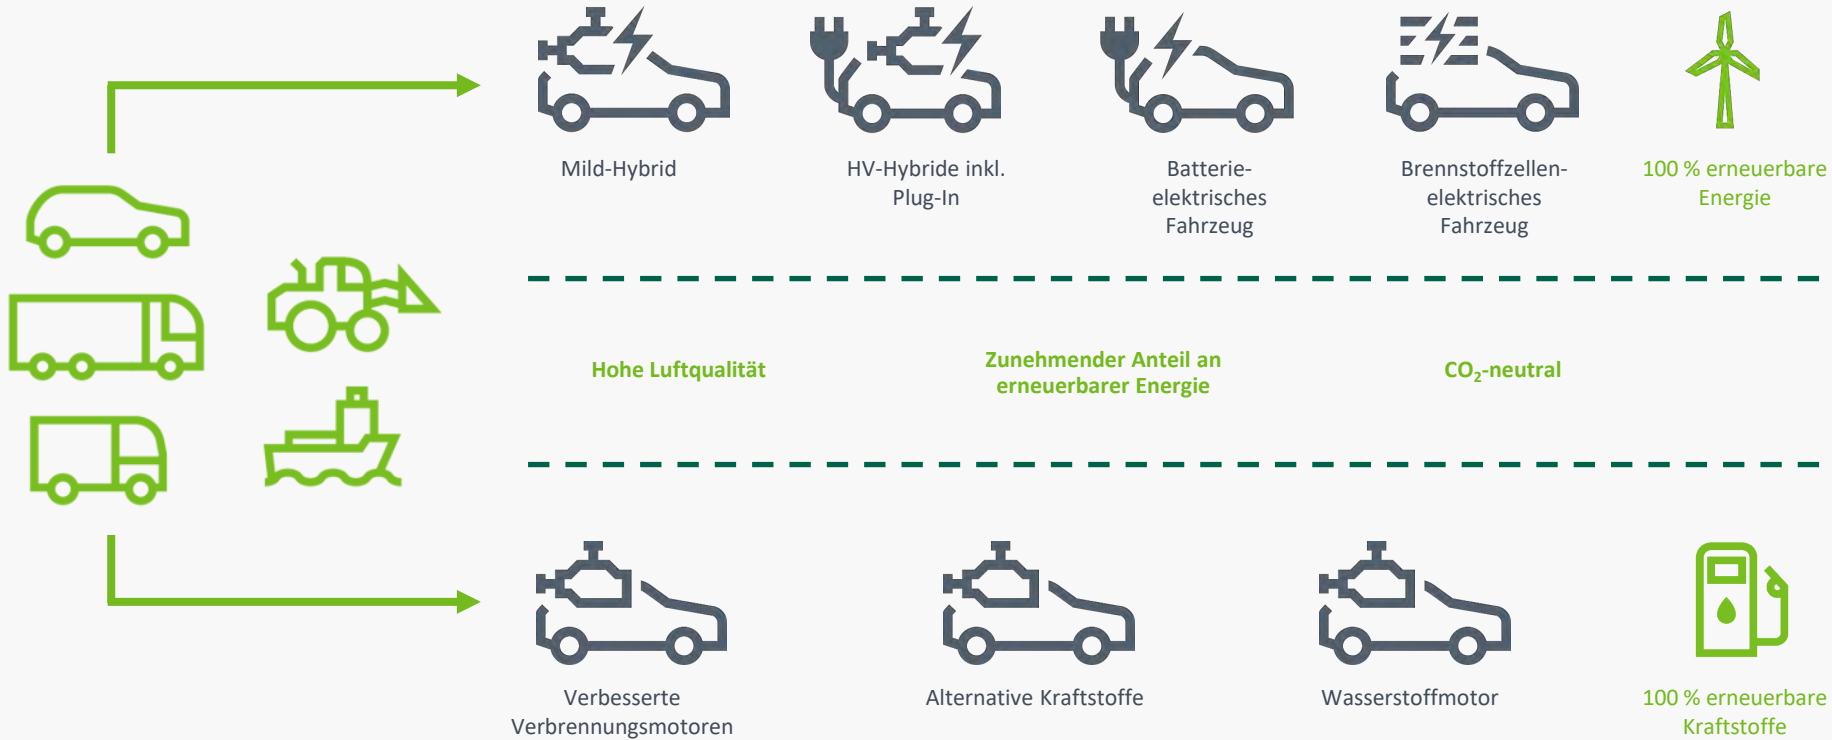 Mild-Hybrid
HV-Hybride inkl.
Plug-In
Batterie-
elektrisches
Fahrzeug
Brennstoffzellen-
elektrisches
Fahrzeug
100 % erneuerbare
Energie
Hohe Luftqualität
Zunehmender Anteil an
erneuerbarer Energie
CO₂-neutral
Verbesserte
Verbrennungsmotoren
Alternative Kraftstoffe
Wasserstoffmotor
100 % erneuerbare
Kraftstoffe